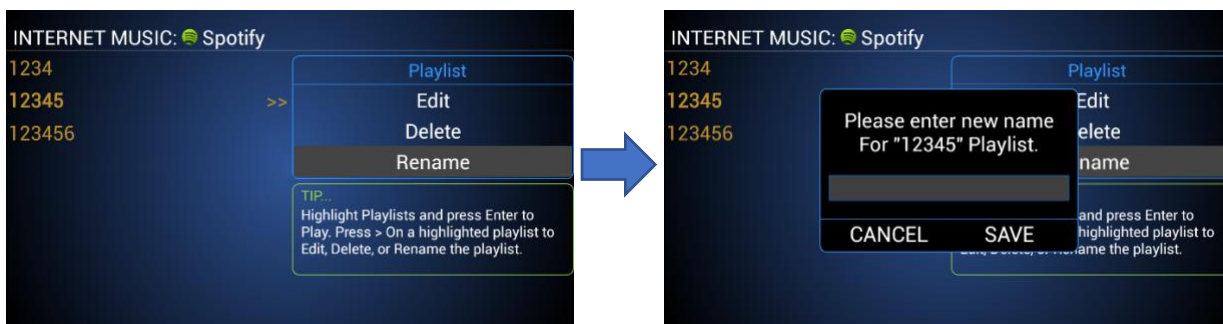 INTERNET MUSIC: Spotify
1234
12345 >>
123456
Playlist
Edit
Delete
Rename
TIP...
Highlight Playlists and press Enter to
Play. Press > On a highlighted playlist to
Edit, Delete, or Rename the playlist.
INTERNET MUSIC: Spotify
1234
12345
123456
Playlist
Edit
elete
name
Please enter new name
For "12345" Playlist.
CANCEL SAVE
and press Enter to
highlighted playlist to
ame the playlist.